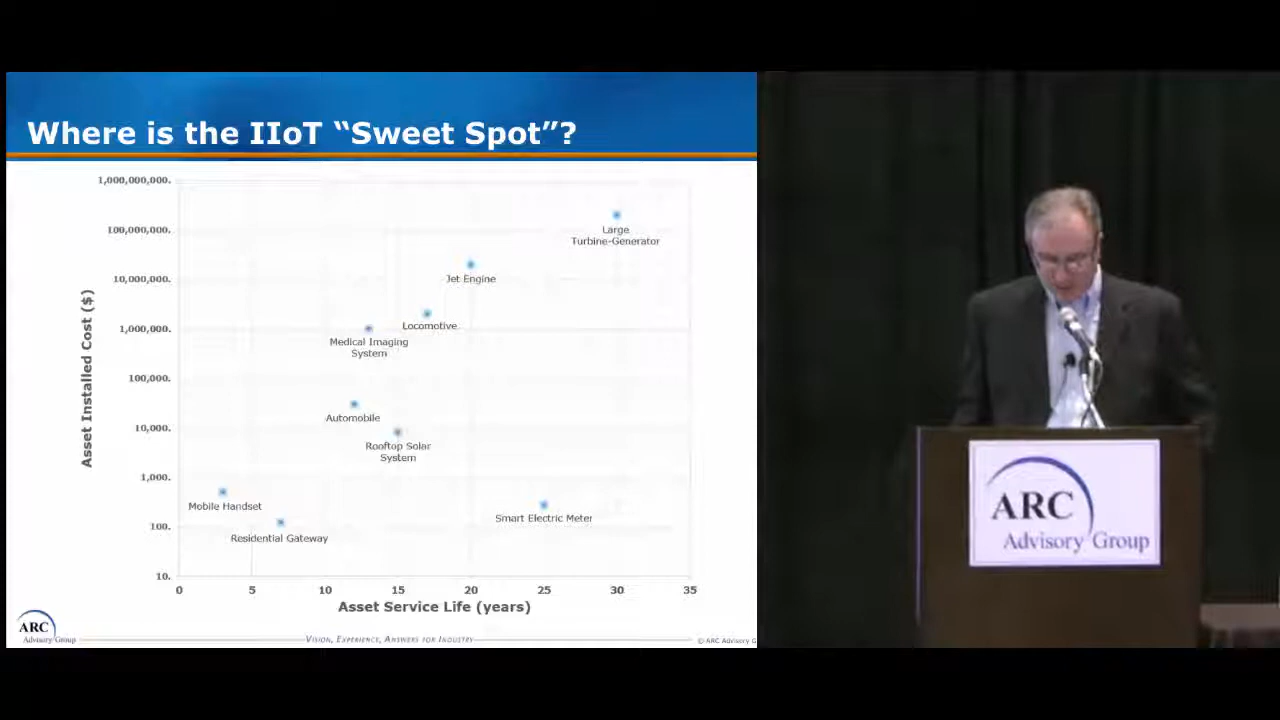 Where is the IIoT “Sweet Spot”?
1,000,000,000.
100,000,000.
10,000,000.
1,000,000.
100,000.
10,000.
1,000.
100.
10.
Asset Installed Cost ($)
Large
Turbine-Generator
Jet Engine
Locomotive
Medical Imaging
System
Automobile
Rooftop Solar
System
Mobile Handset
Smart Electric Meter
Residential Gateway
0 5 10 15 20 25 30 35
Asset Service Life (years)
ARC
Advisory Group
VISION, EXPERIENCE, ANSWERS FOR INDUSTRY
© ARC Advisory G
ARC
Advisory Group